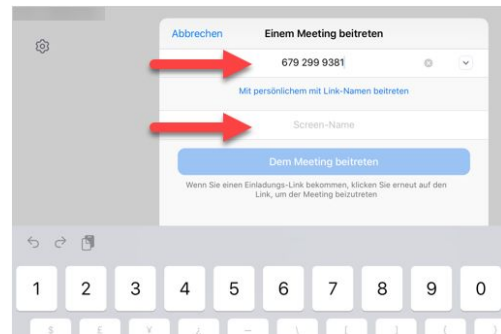 Abbrechen Einem Meeting beitreten
679 299 9381
Mit persönlichem mit Link-Namen beitreten
Screen-Name
Dem Meeting beitreten
Wenn Sie einen Einladungs-Link bekommen, klicken Sie erneut auf den
Link, um der Meeting beizutreten
1 2 3 4 5 6 7 8 9 0
$ £ ¥ – \ [ ] { }